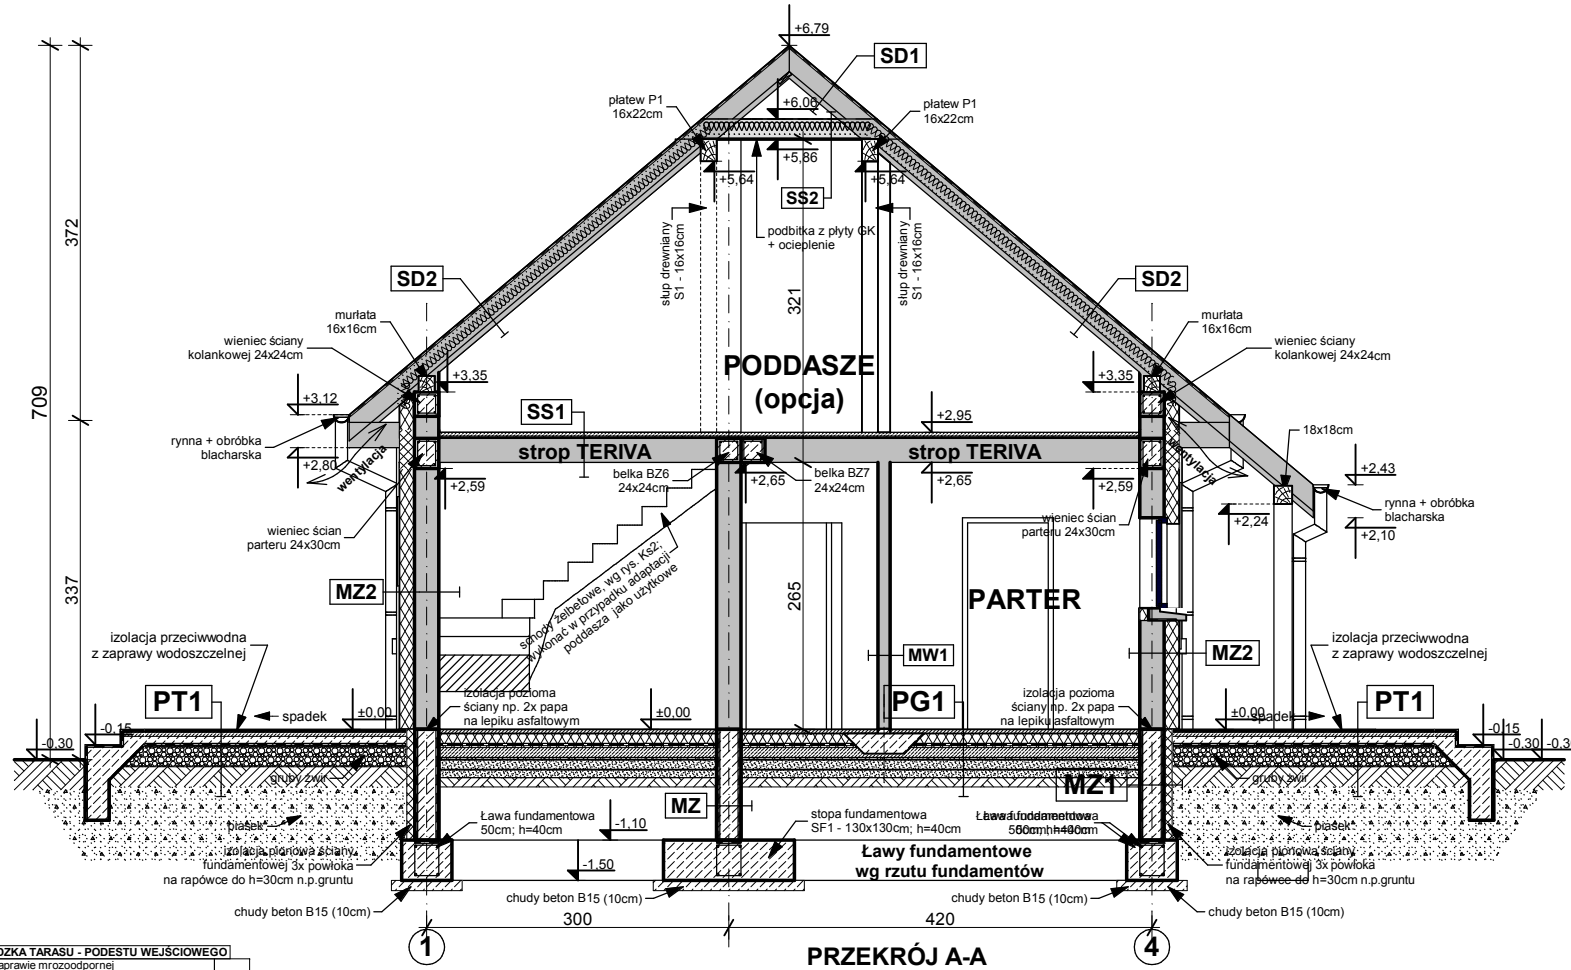 +6,79
SD1
płatew P1
16x22cm
+6,06
płatew P1
16x22cm
+5,86
+5,64
+5,64
SS2
372
słup drewniany
S1 - 16x16cm
podbitka z płyty GK
+ ocieplenie
słup drewniany
S1 - 16x16cm
SD2
SD2
321
murłata
16x16cm
murłata
16x16cm
wieniec ściany
kolankowej 24x24cm
wieniec ściany
kolankowej 24x24cm
PODDASZE
(opcja)
+3,35
+3,35
+3,12
709
SS1
+2,95
rynna + obróbka
blacharska
18x18cm
strop TERIVA
strop TERIVA
+2,80
wentylacja
wentylacja
belka BZ6
24x24cm
belka BZ7
24x24cm
+2,59
+2,65
+2,65
+2,59
+2,43
rynna + obróbka
blacharska
wieniec ścian
parteru 24x30cm
wieniec ścian
parteru 24x30cm
+2,24
+2,10
schody żelbetowe, wg rys. Ks2;
wykonać w przypadku adaptacji
poddasza jako użytkowe
337
MZ2
265
PARTER
izolacja przeciwwodna
z zaprawy wodoszczelnej
MW1
MZ2
izolacja przeciwwodna
z zaprawy wodoszczelnej
PT1
izolacja pozioma
ściany np. 2x papa
na lepiku asfaltowym
PG1
izolacja pozioma
ściany np. 2x papa
na lepiku asfaltowym
PT1
spadek
±0,00
±0,00
±0,00
spadek
-0,15
-0,30
-0,15
-0,30
-0,3
gruby żwir
gruby żwir
MZ1
MZ
piasek
piasek
Ława fundamentowa
50cm; h=40cm
-1,10
stopa fundamentowa
SF1 - 130x130cm; h=40cm
Ława fundamentowa
50cm; h=40cm
izolacja pionowa ściany
fundamentowej 3x powłoka
na rapówce do h=30cm n.p.gruntu
-1,50
Ławy fundamentowe
wg rzutu fundamentów
izolacja pionowa ściany
fundamentowej 3x powłoka
na rapówce do h=30cm n.p.gruntu
chudy beton B15 (10cm)
chudy beton B15 (10cm)
chudy beton B15 (10cm)
chudy beton B15 (10cm)
300
420
1
4
PRZEKRÓJ A-A
TARASU - PODESTU WEJŚCIOWEGO
mrozoodpornej